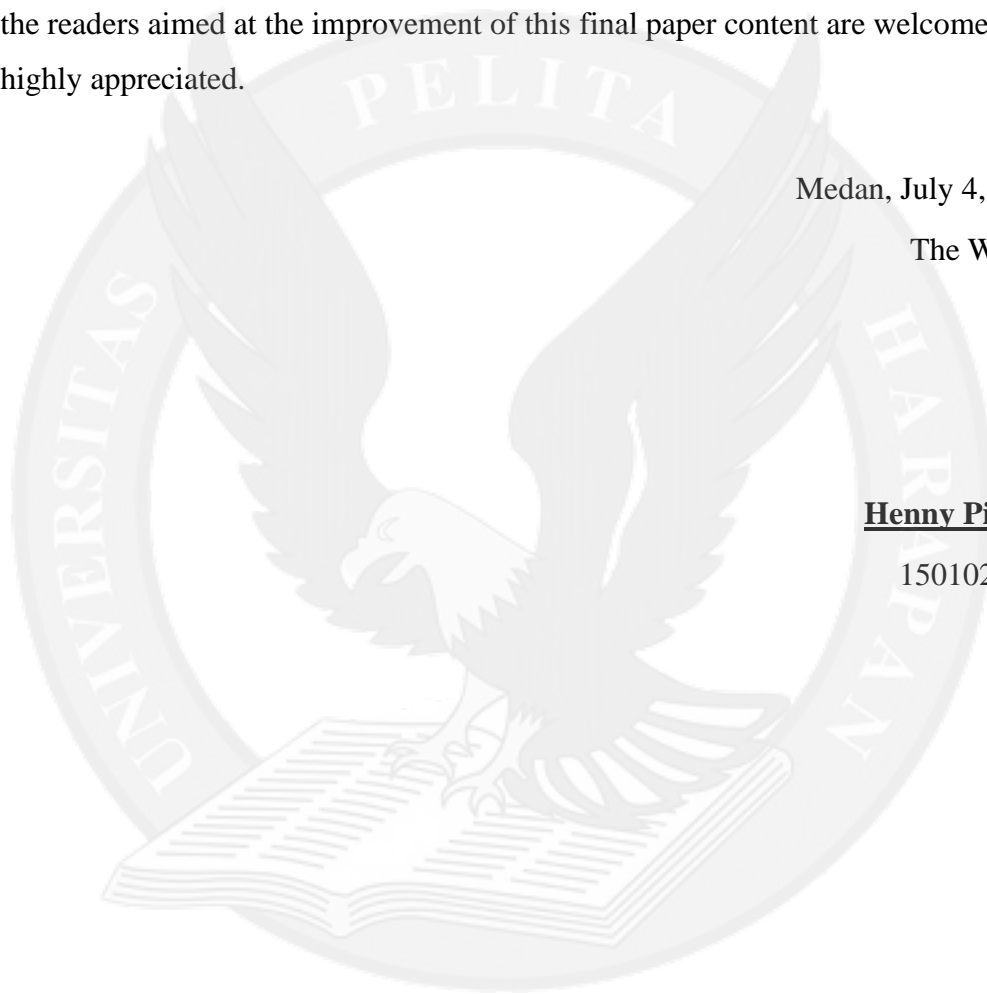 the readers aimed at the improvement of this final paper content are welcome
highly appreciated.
Medan, July 4,
The W
Henny Pi
150102
UNIVERSITAS PELITA HARAPAN